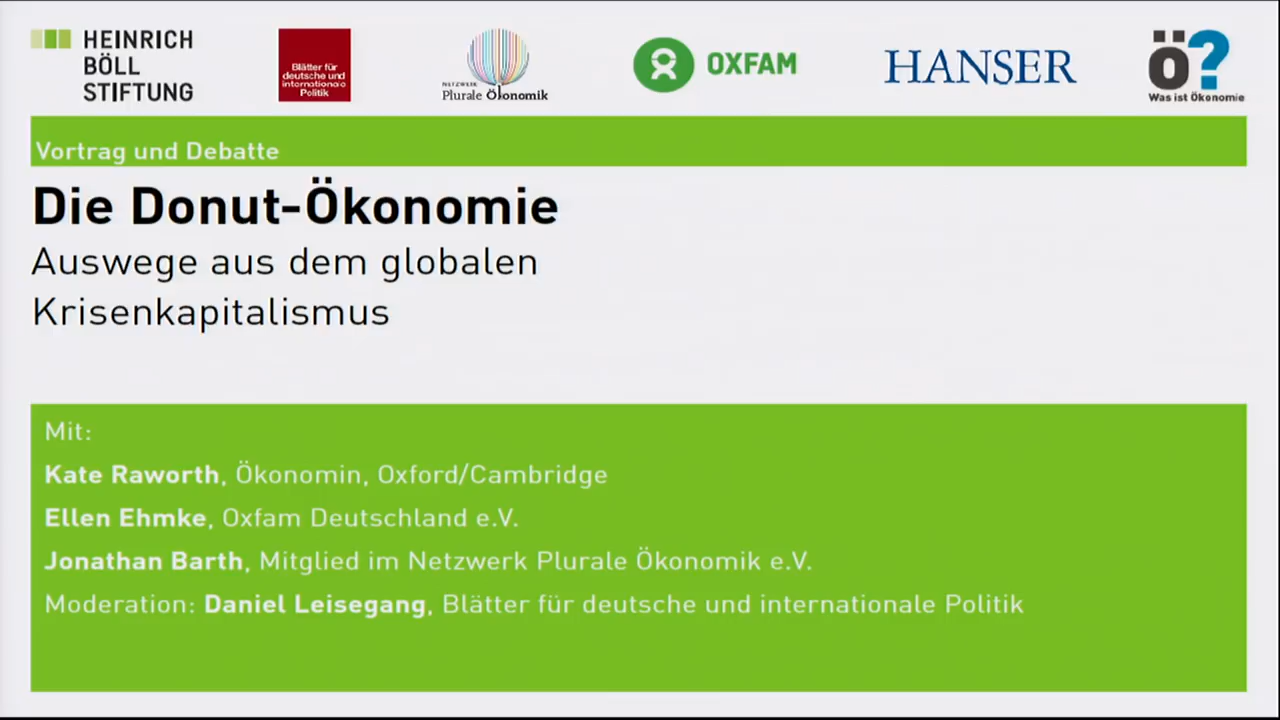 HEINRICH
BÖLL
STIFTUNG
Blätter für
deutsche und
internationale
Politik
NETZWERK
Plurale Ökonomik
OXFAM
HANSER
Ö?
Was ist Ökonomie
Vortrag und Debatte
Die Donut-Ökonomie
Auswege aus dem globalen
Krisenkapitalismus
Mit:
Kate Raworth, Ökonomin, Oxford/Cambridge
Ellen Ehmke, Oxfam Deutschland e.V.
Jonathan Barth, Mitglied im Netzwerk Plurale Ökonomik e.V.
Moderation: Daniel Leisegang, Blätter für deutsche und internationale Politik